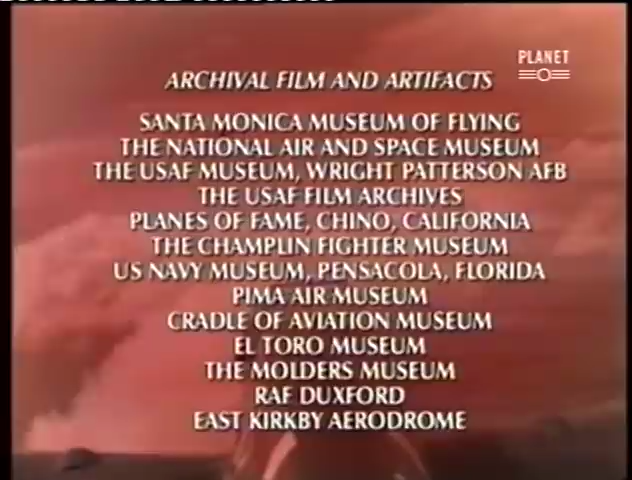 PLANET
ARCHIVAL FILM AND ARTIFACTS
SANTA MONICA MUSEUM OF FLYING
THE NATIONAL AIR AND SPACE MUSEUM
THE USAF MUSEUM, WRIGHT PATTERSON AFB
THE USAF FILM ARCHIVES
PLANES OF FAME, CHINO, CALIFORNIA
THE CHAMPLIN FIGHTER MUSEUM
US NAVY MUSEUM, PENSACOLA, FLORIDA
PIMA AIR MUSEUM
CRADLE OF AVIATION MUSEUM
EL TORO MUSEUM
THE MOLDERS MUSEUM
RAF DUXFORD
EAST KIRKBY AERODROME